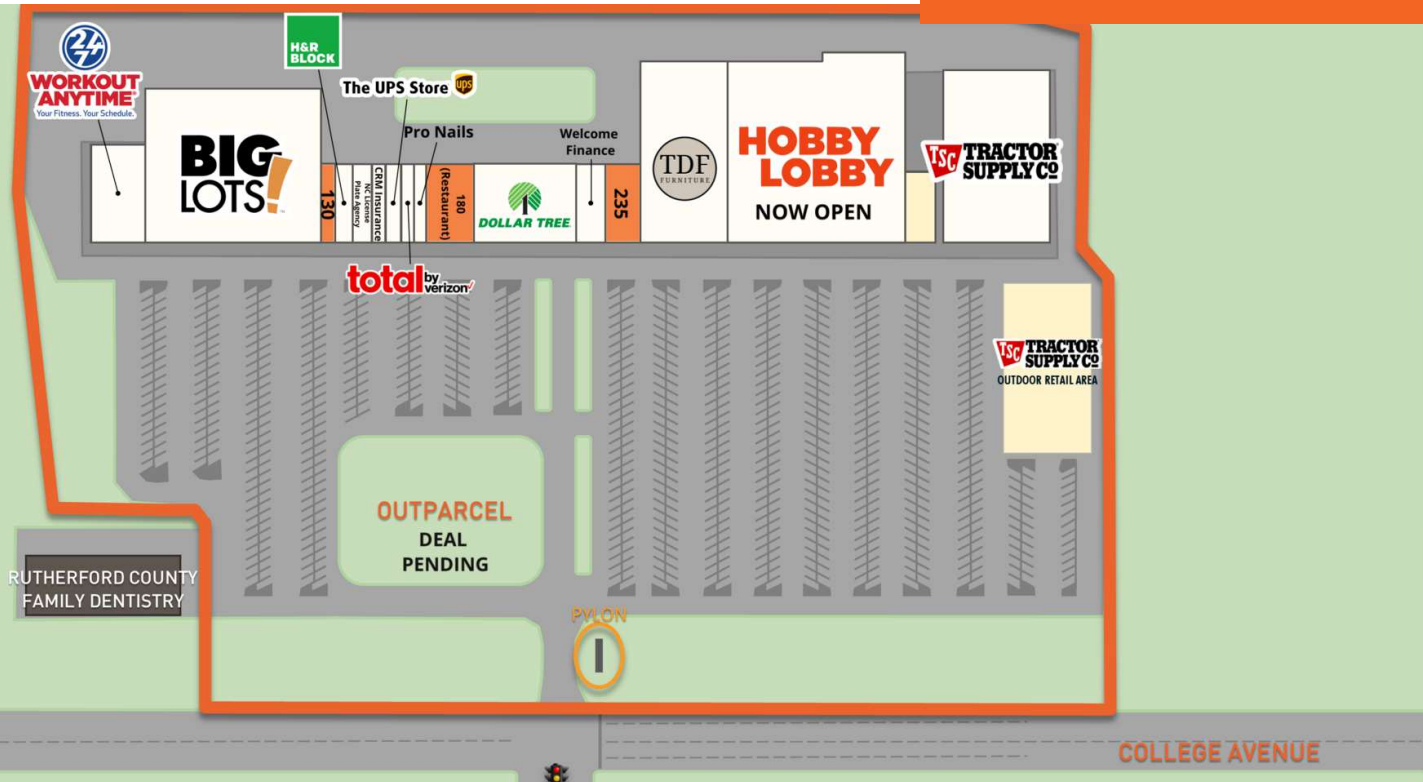 24
7
WORKOUT
ANYTIME
Your Fitness. Your Schedule.
H&R
BLOCK
The UPS Store
ups
Pro Nails
Welcome
Finance
BIG
LOTS!
130
NC License
Plate Agency
CRM Insurance
180
(Restaurant)
DOLLAR TREE
235
TDF
FURNITURE
HOBBY
LOBBY
NOW OPEN
TSC TRACTOR
SUPPLY CO
total by
verizon
TSC TRACTOR
SUPPLY CO
OUTDOOR RETAIL AREA
OUTPARCEL
DEAL
PENDING
RUTHERFORD COUNTY
FAMILY DENTISTRY
PYLON
COLLEGE AVENUE